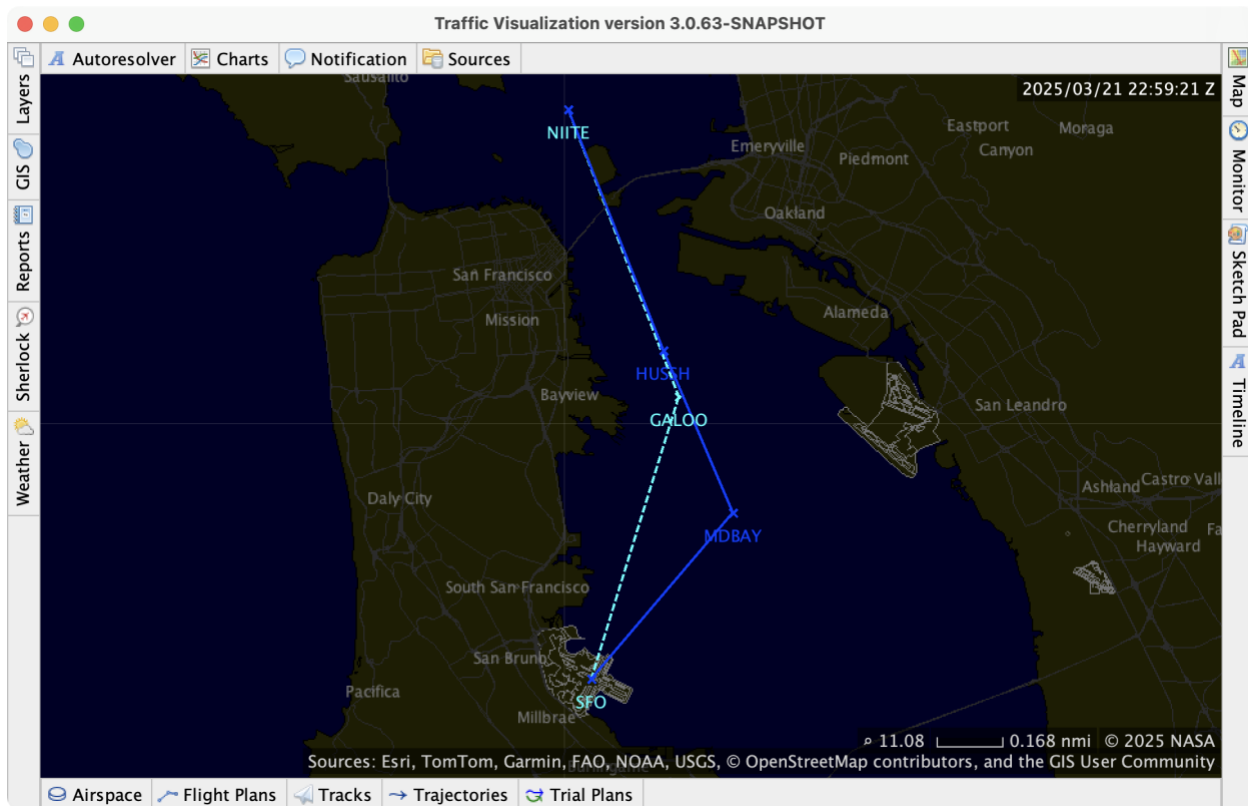 Traffic Visualization version 3.0.63-SNAPSHOT
Autoresolver Charts Notification Sources
Layers
GIS
Reports
Sherlock
Weather
Map
Monitor
Sketch Pad
Timeline
2025/03/21 22:59:21 Z
Sausalito
NIITE
Emeryville
Eastport
Moraga
Canyon
Piedmont
Oakland
San Francisco
Mission
Alameda
HUSSH
Bayview
GALOO
San Leandro
Daly City
Ashland
Castro Vall
Cherryland
Hayward
MDBAY
South San Francisco
San Bruno
Pacifica
SFO
Millbrae
11.08 0.168 nmi © 2025 NASA
Sources: Esri, TomTom, Garmin, FAO, NOAA, USGS, © OpenStreetMap contributors, and the GIS User Community
Airspace Flight Plans Tracks Trajectories Trial Plans